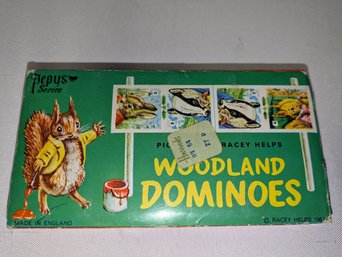 Pepys
Series
RACEY HELPS
WOODLAND
DOMINOES
MADE IN ENGLAND
© RACEY HELPS